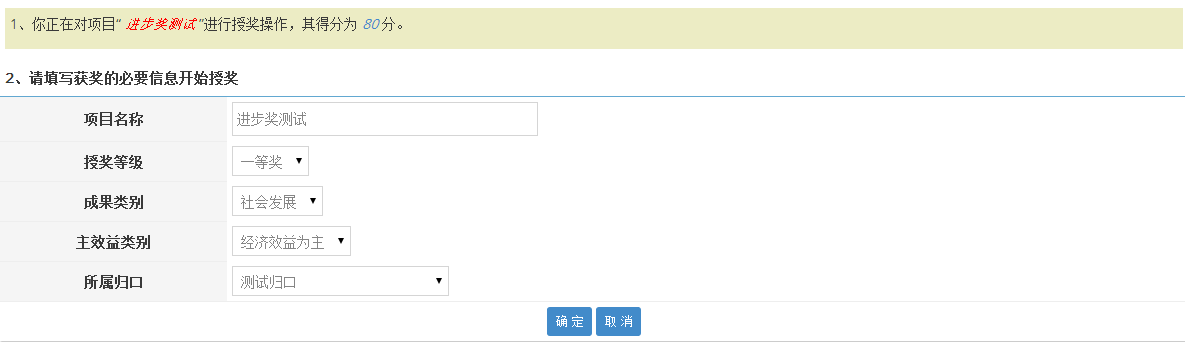 1、你正在对项目“ 进步奖测试 ”进行授奖操作，其得分为 80 分。
2、请填写获奖的必要信息开始授奖
项目名称 进步奖测试
授奖等级 一等奖
成果类别 社会发展
主效益类别 经济效益为主
所属归口 测试归口
确 定 取 消